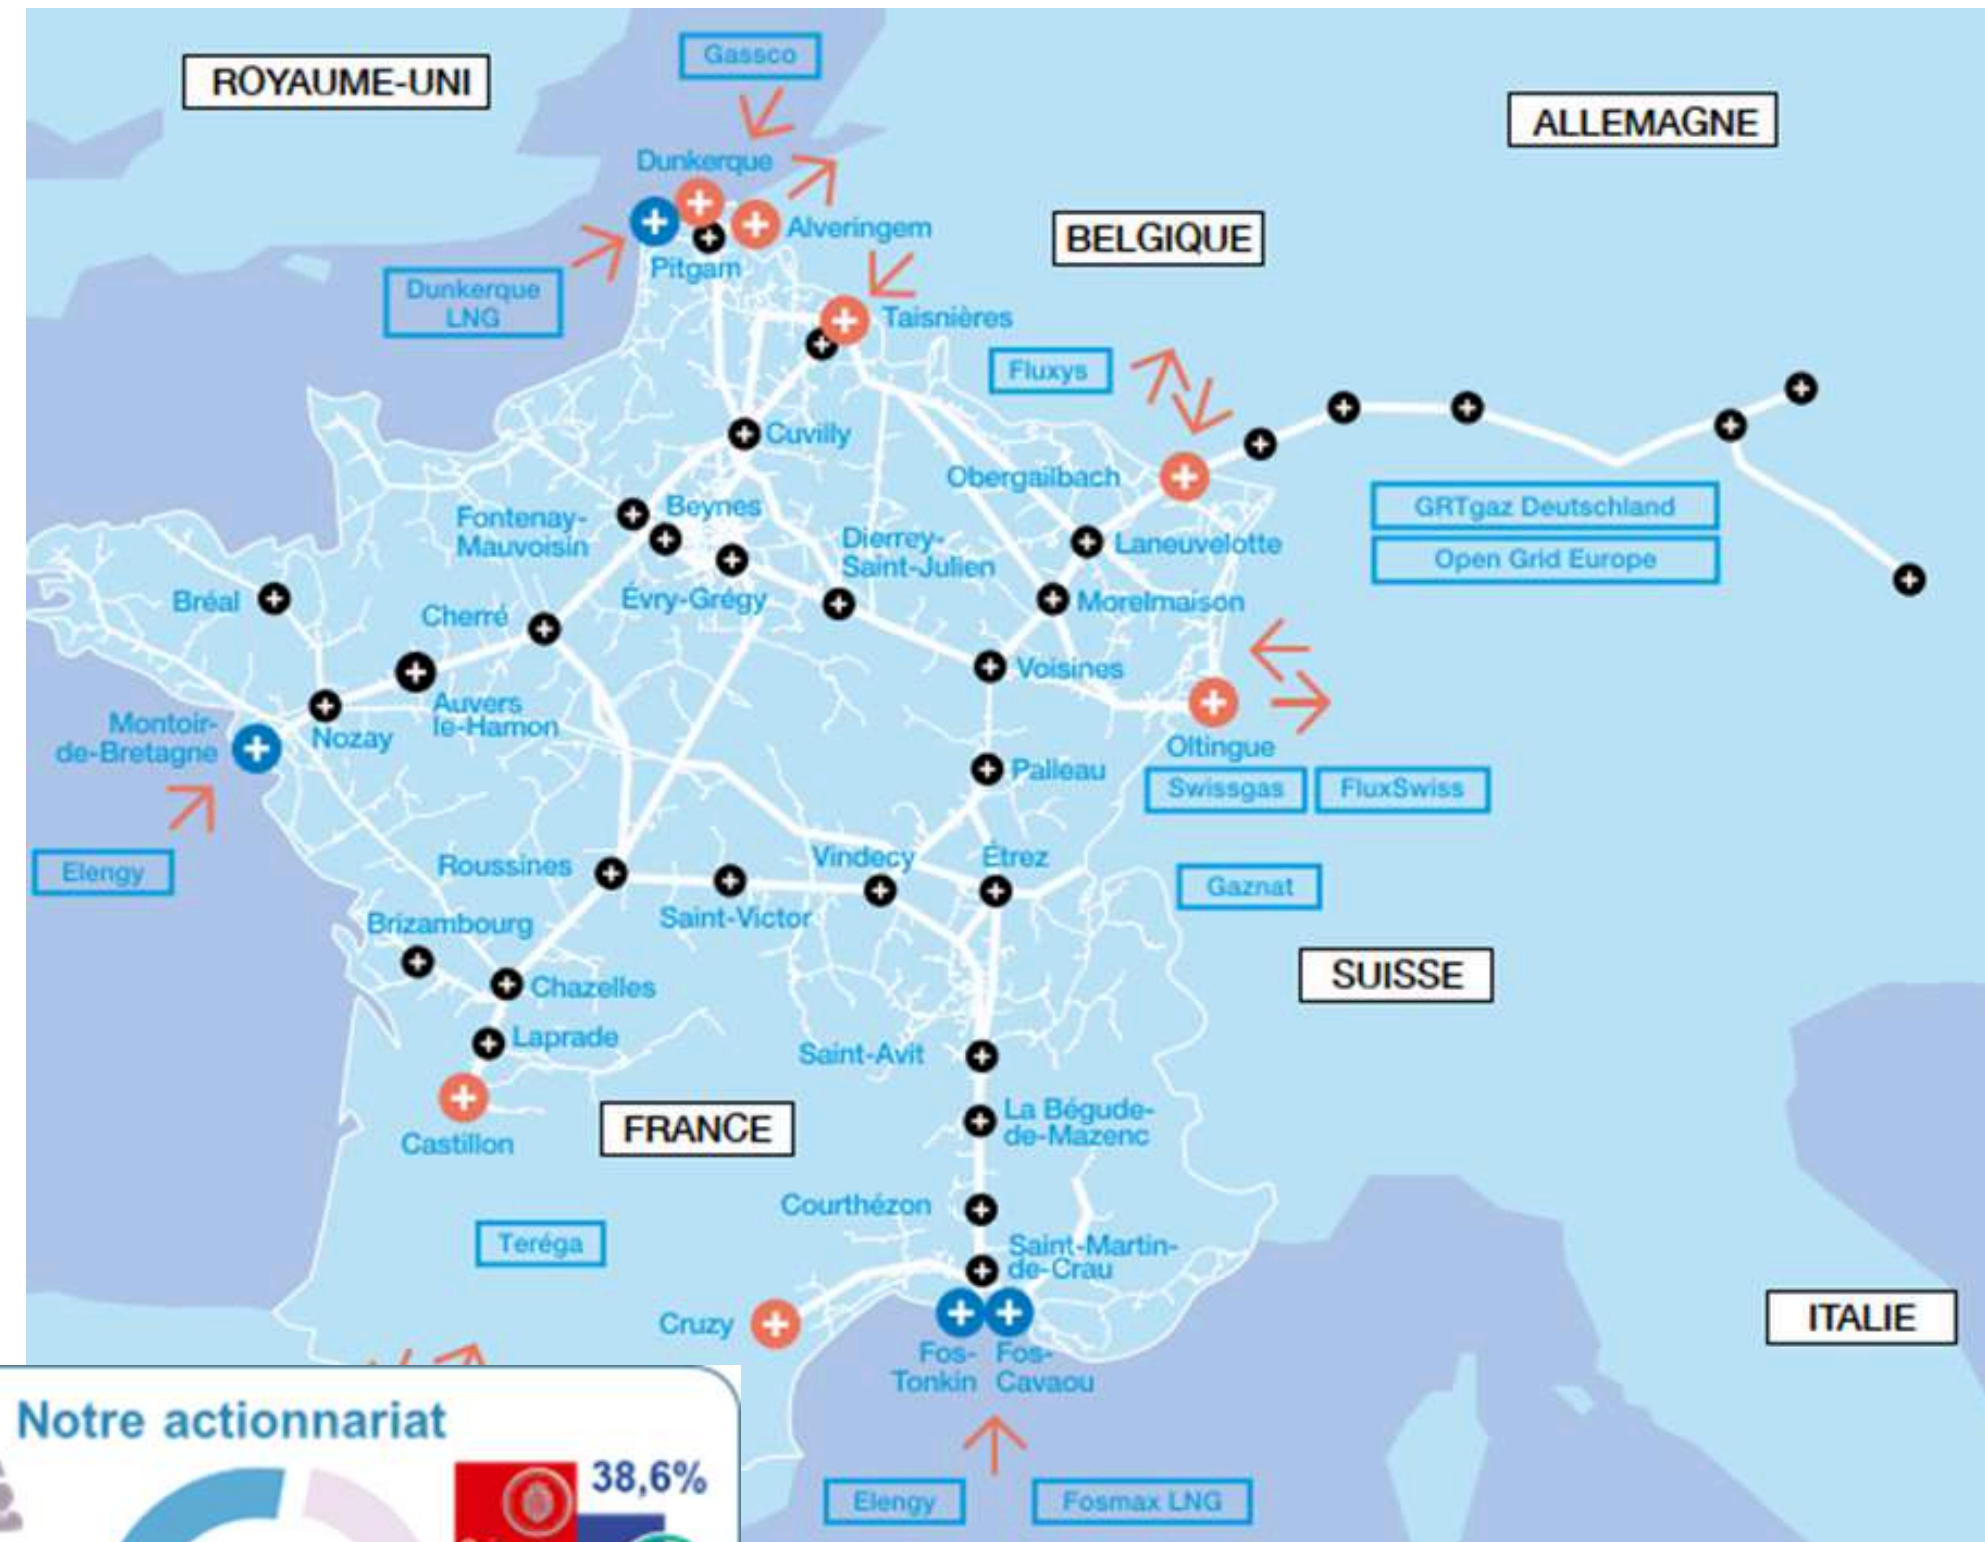 Gassco
ROYAUME-UNI
ALLEMAGNE
Dunkerque
Alveringem
BELGIQUE
Pitgam
Dunkerque
LNG
Taisnières
Fluxys
Cuvilly
Obergailbach
Beynes
Fontenay-
Mauvoisin
Dierrey-
Saint-Julien
Laneuvelotte
GRTgaz Deutschland
Open Grid Europe
Bréal
Évry-Grégy
Morelmaison
Cherré
Voisines
Auvers
le-Hamon
Montoir-
de-Bretagne
Nozay
Oltingue
Palleau
Swissgas
FluxSwiss
Elengy
Roussines
Vindecy
Étrez
Gaznat
Saint-Victor
Brizambourg
SUISSE
Chazelles
Laprade
Saint-Avit
FRANCE
La Bégude-
de-Mazenc
Castillon
Courthézon
Teréga
Saint-Martin-
de-Crau
Cruzy
ITALIE
Fos-
Tonkin
Fos-
Cavaou
Notre actionnariat
38,6%
Elengy
Fosmax LNG